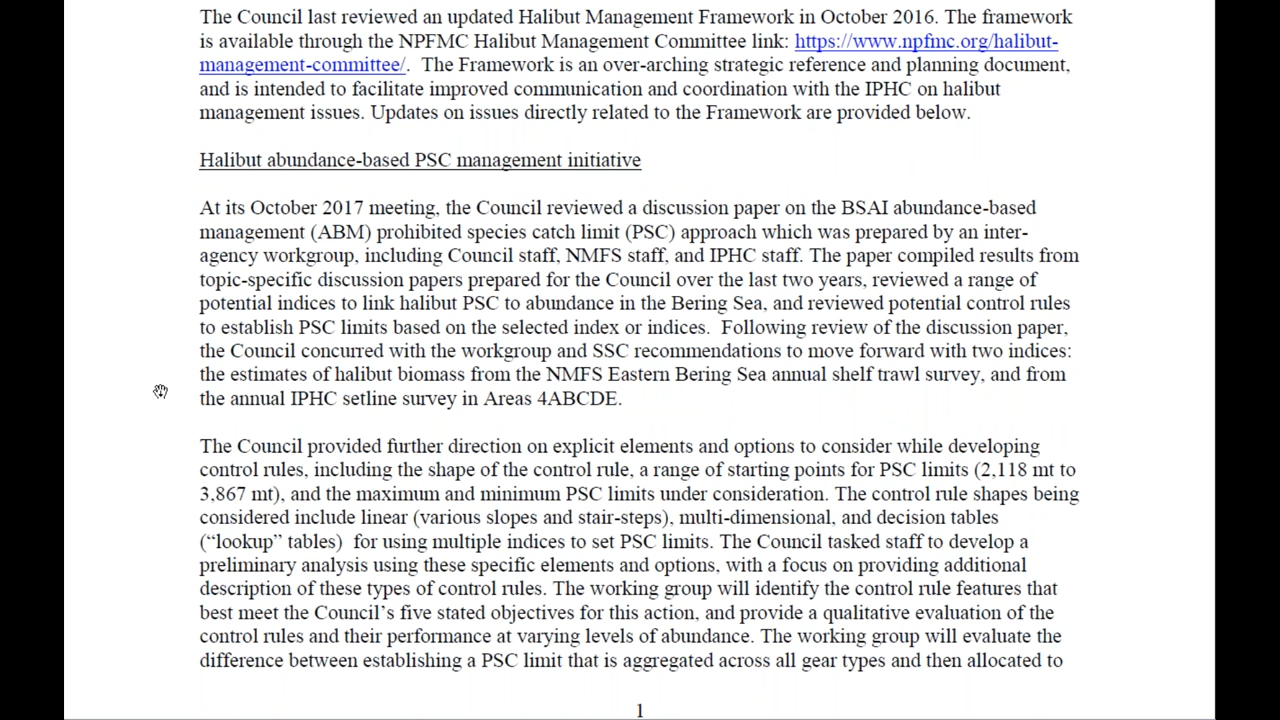 The Council last reviewed an updated Halibut Management Framework in October 2016. The framework
is available through the NPFMC Halibut Management Committee link: https://www.npfmc.org/halibut-
management-committee/. The Framework is an over-arching strategic reference and planning document,
and is intended to facilitate improved communication and coordination with the IPHC on halibut
management issues. Updates on issues directly related to the Framework are provided below.
Halibut abundance-based PSC management initiative
At its October 2017 meeting, the Council reviewed a discussion paper on the BSAI abundance-based
management (ABM) prohibited species catch limit (PSC) approach which was prepared by an inter-
agency workgroup, including Council staff, NMFS staff, and IPHC staff. The paper compiled results from
topic-specific discussion papers prepared for the Council over the last two years, reviewed a range of
potential indices to link halibut PSC to abundance in the Bering Sea, and reviewed potential control rules
to establish PSC limits based on the selected index or indices.  Following review of the discussion paper,
the Council concurred with the workgroup and SSC recommendations to move forward with two indices:
the estimates of halibut biomass from the NMFS Eastern Bering Sea annual shelf trawl survey, and from
the annual IPHC setline survey in Areas 4ABCDE.
The Council provided further direction on explicit elements and options to consider while developing
control rules, including the shape of the control rule, a range of starting points for PSC limits (2,118 mt to
3,867 mt), and the maximum and minimum PSC limits under consideration. The control rule shapes being
considered include linear (various slopes and stair-steps), multi-dimensional, and decision tables
(“lookup” tables)  for using multiple indices to set PSC limits. The Council tasked staff to develop a
preliminary analysis using these specific elements and options, with a focus on providing additional
description of these types of control rules. The working group will identify the control rule features that
best meet the Council’s five stated objectives for this action, and provide a qualitative evaluation of the
control rules and their performance at varying levels of abundance. The working group will evaluate the
difference between establishing a PSC limit that is aggregated across all gear types and then allocated to
1